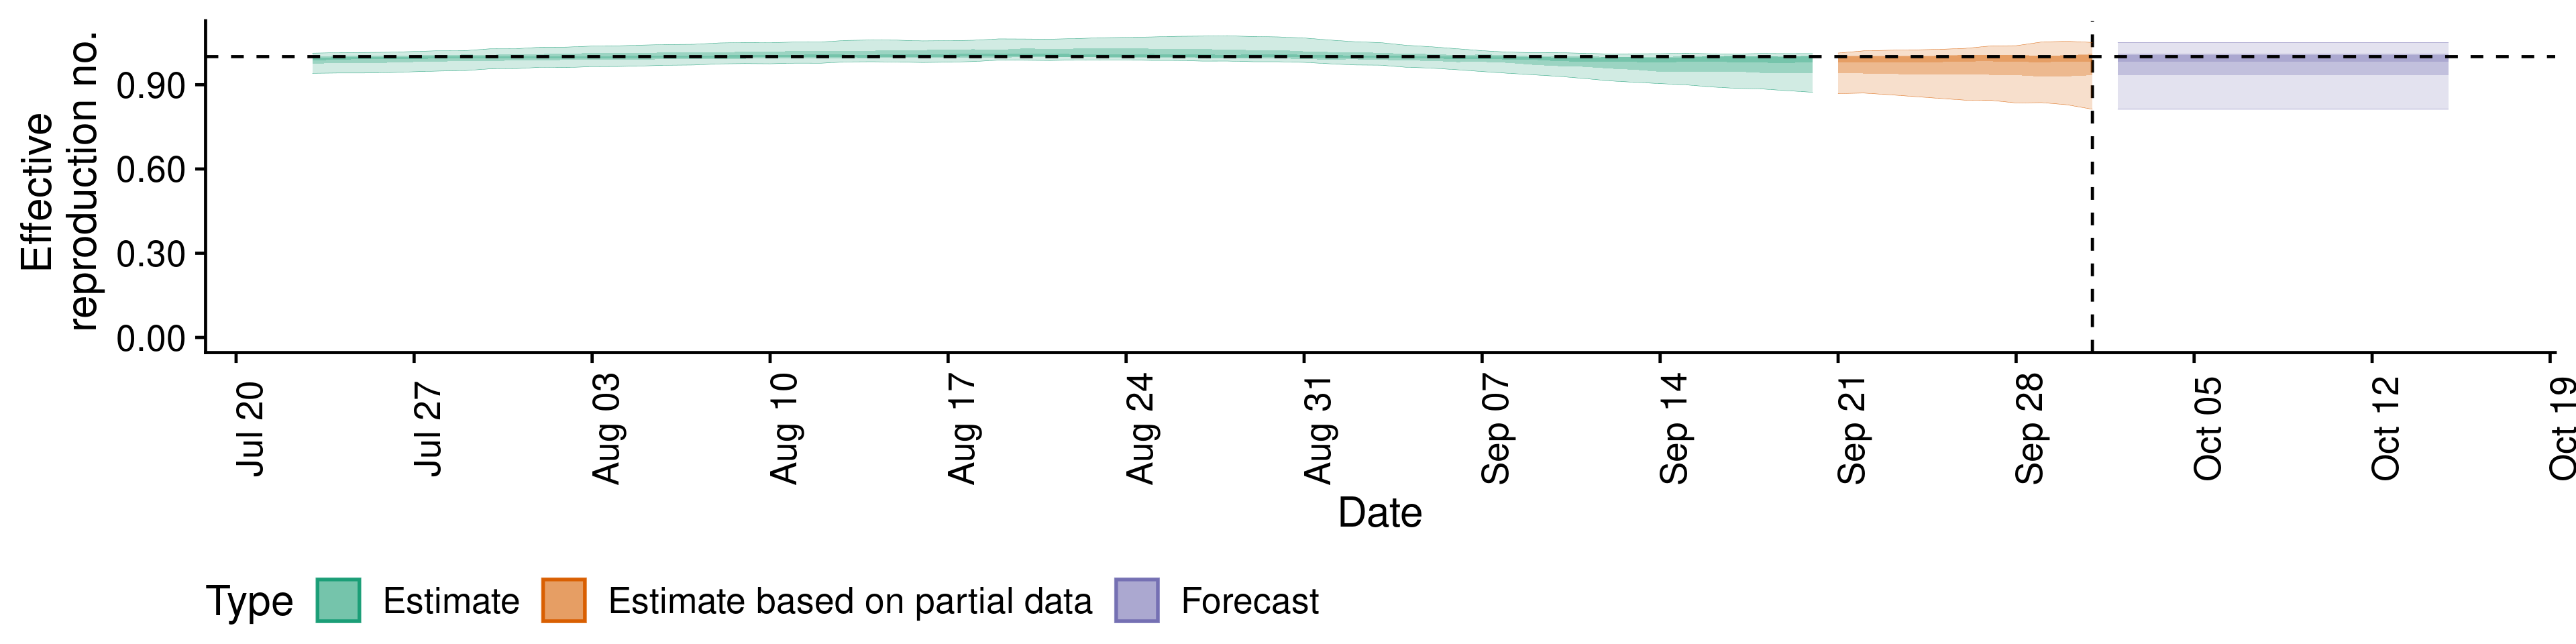 Effective
reproduction no.
0.90
0.60
0.30
0.00
Jul 20
Jul 27
Aug 03
Aug 10
Aug 17
Aug 24
Aug 31
Sep 07
Sep 14
Sep 21
Sep 28
Oct 05
Oct 12
Oct 19
Date
Type Estimate Estimate based on partial data Forecast